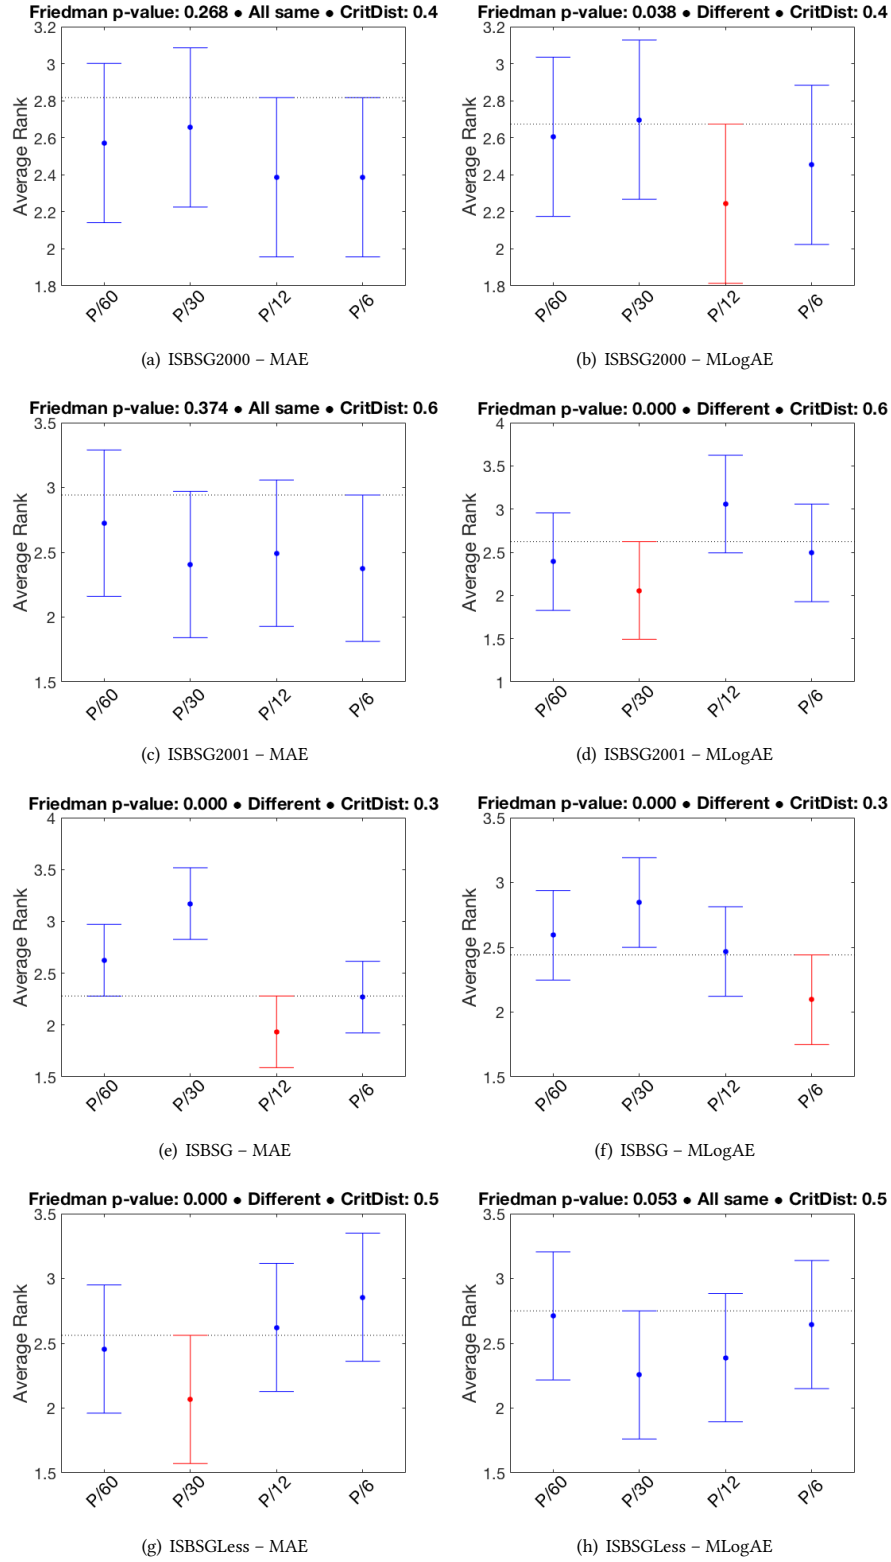 Friedman p-value: 0.268 ● All same ● CritDist: 0.4
3.2
3
2.8
2.6
2.4
2.2
2
1.8
Average Rank
P/60 P/30 P/12 P/6
(a) ISBSG2000 – MAE
Friedman p-value: 0.038 ● Different ● CritDist: 0.4
3.2
3
2.8
2.6
2.4
2.2
2
1.8
Average Rank
P/60 P/30 P/12 P/6
(b) ISBSG2000 – MLogAE
Friedman p-value: 0.374 ● All same ● CritDist: 0.6
3.5
3
2.5
2
1.5
Average Rank
P/60 P/30 P/12 P/6
(c) ISBSG2001 – MAE
Friedman p-value: 0.000 ● Different ● CritDist: 0.6
4
3.5
3
2.5
2
1.5
1
Average Rank
P/60 P/30 P/12 P/6
(d) ISBSG2001 – MLogAE
Friedman p-value: 0.000 ● Different ● CritDist: 0.3
4
3.5
3
2.5
2
1.5
Average Rank
P/60 P/30 P/12 P/6
(e) ISBSG – MAE
Friedman p-value: 0.000 ● Different ● CritDist: 0.3
3.5
3
2.5
2
1.5
Average Rank
P/60 P/30 P/12 P/6
(f) ISBSG – MLogAE
Friedman p-value: 0.000 ● Different ● CritDist: 0.5
3.5
3
2.5
2
1.5
Average Rank
P/60 P/30 P/12 P/6
(g) ISBSGLess – MAE
Friedman p-value: 0.053 ● All same ● CritDist: 0.5
3.5
3
2.5
2
1.5
Average Rank
P/60 P/30 P/12 P/6
(h) ISBSGLess – MLogAE